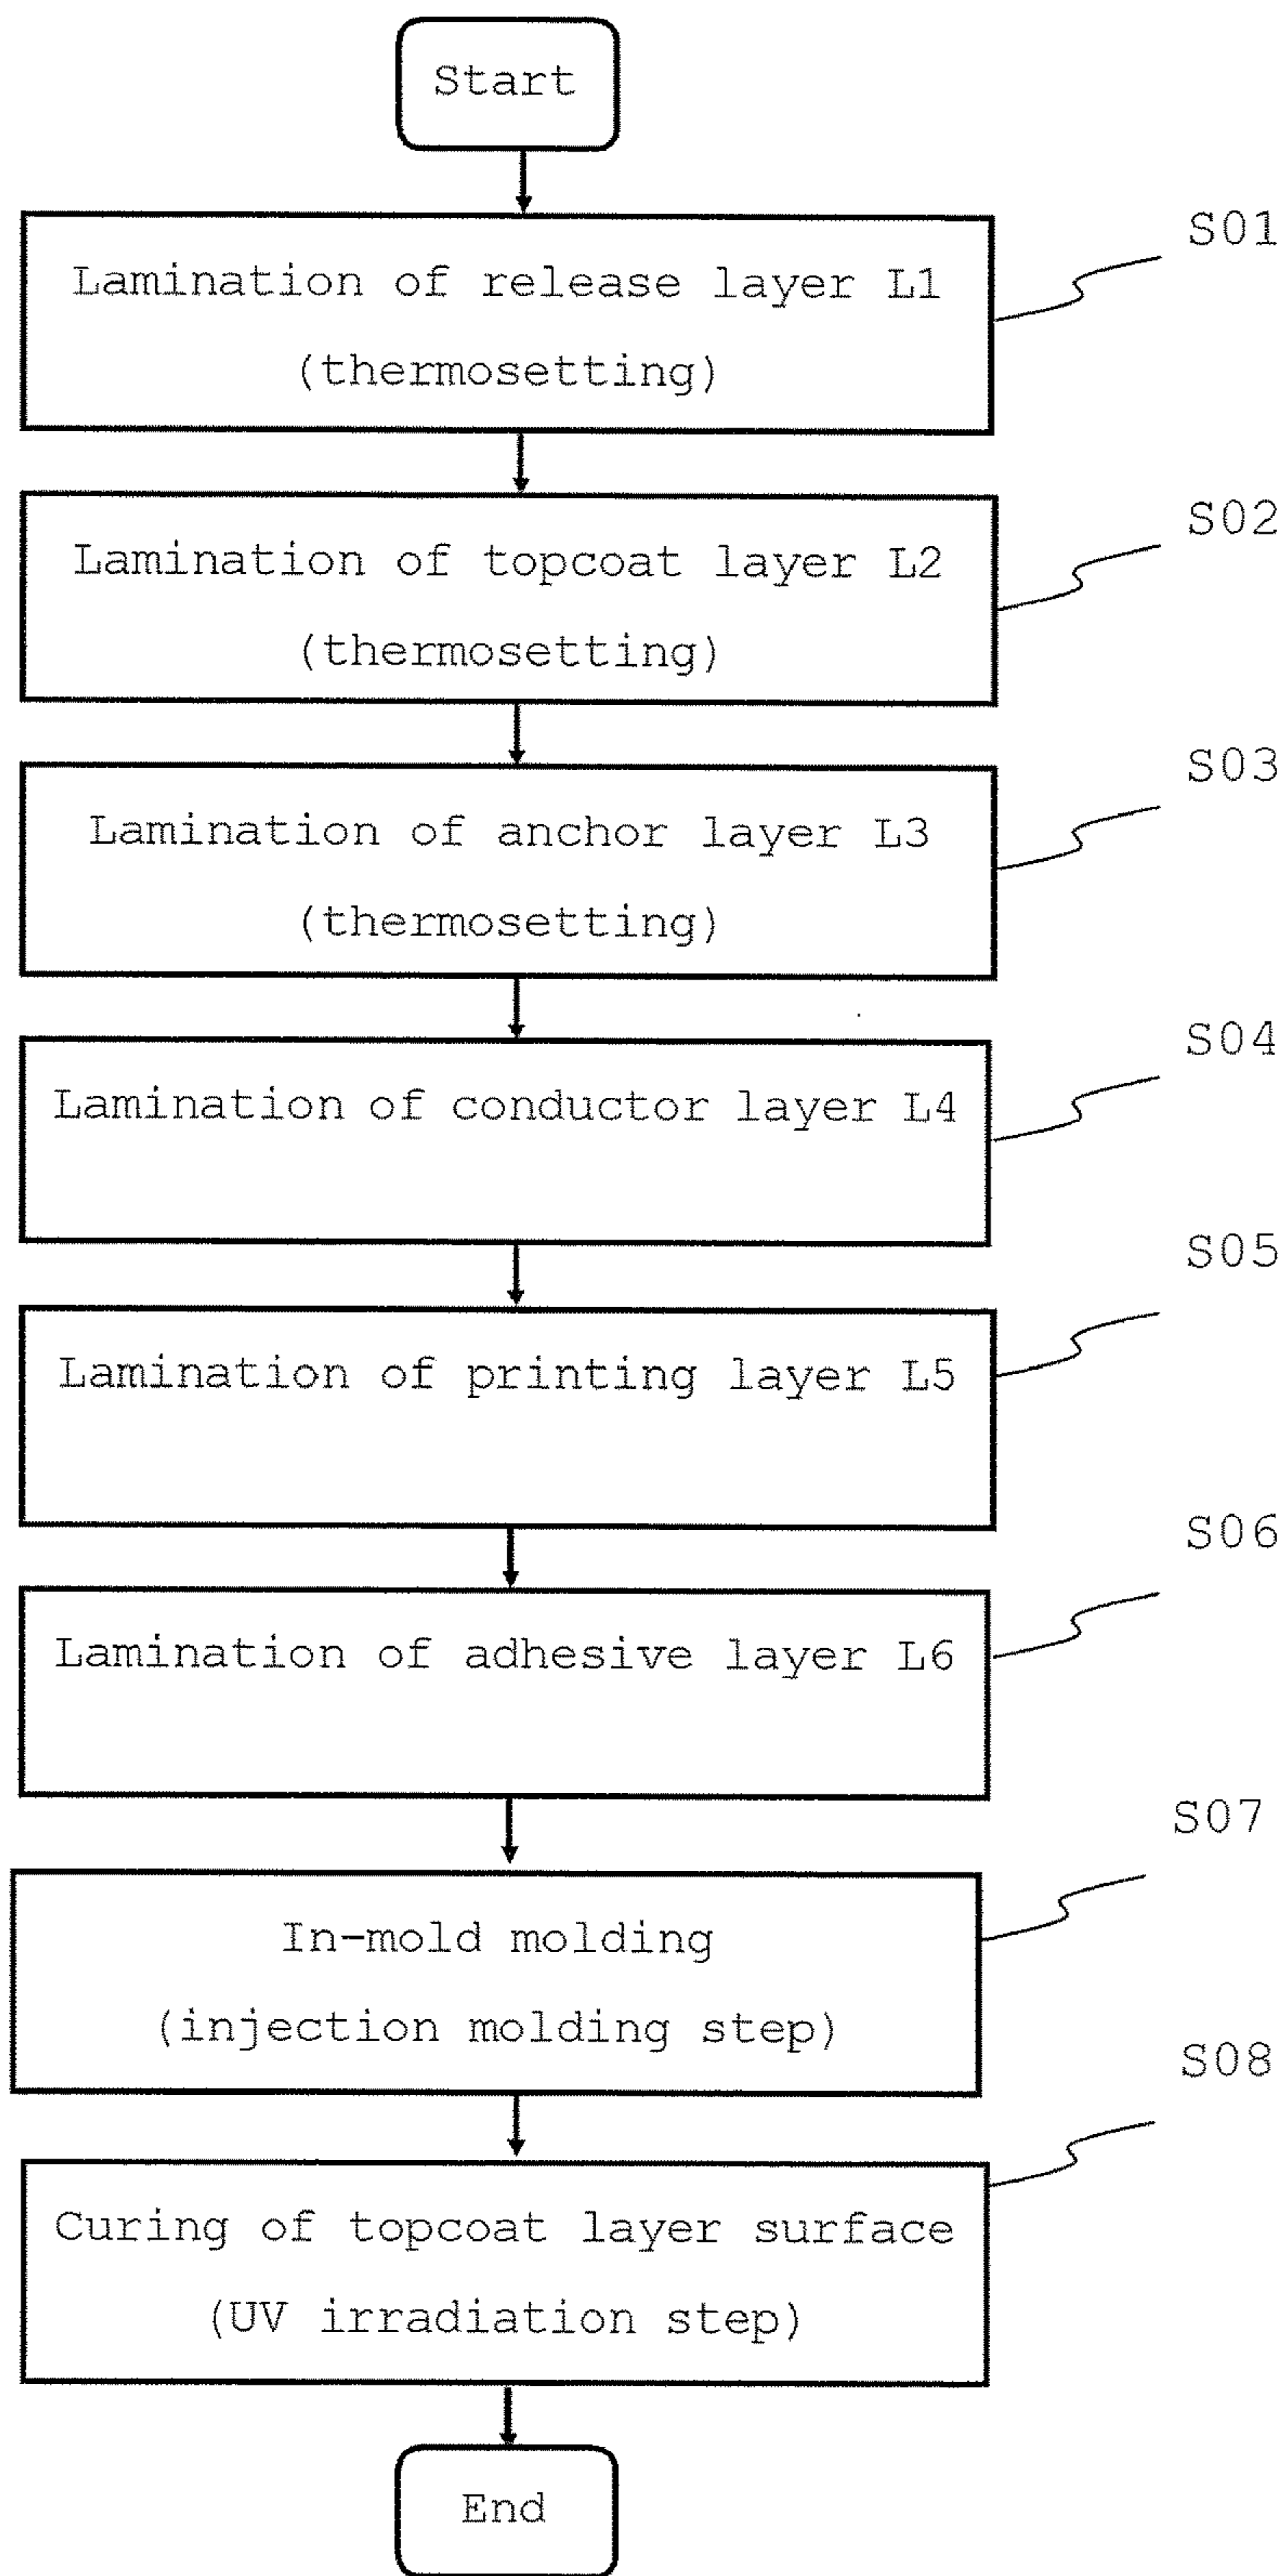 Start
S01
Lamination of release layer L1
(thermosetting)
S02
Lamination of topcoat layer L2
(thermosetting)
S03
Lamination of anchor layer L3
(thermosetting)
S04
Lamination of conductor layer L4
S05
Lamination of printing layer L5
S06
Lamination of adhesive layer L6
S07
In-mold molding
(injection molding step)
S08
Curing of topcoat layer surface
(UV irradiation step)
End